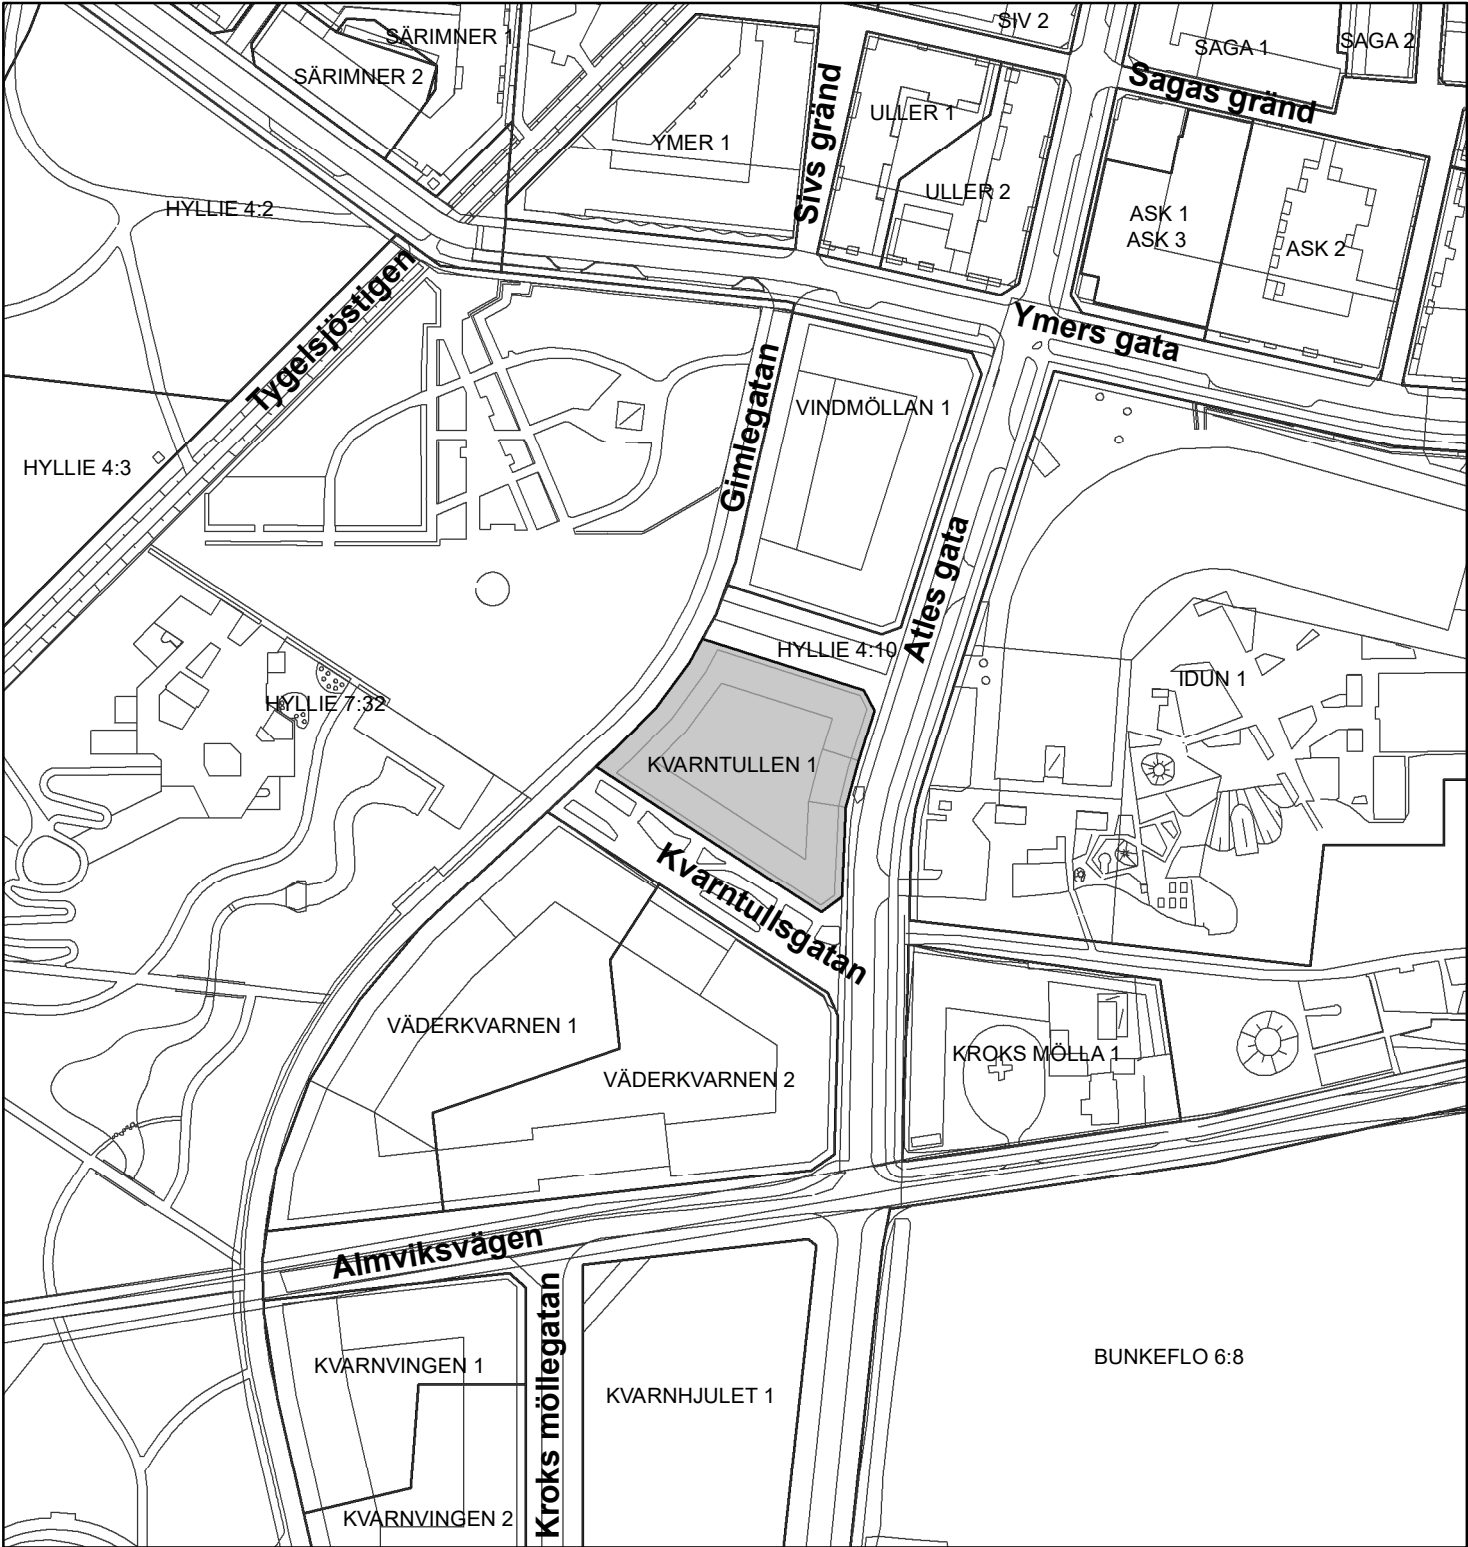 SIV 2
SÄRIMNER 1
SAGA 1
SAGA 2
SÄRIMNER 2
Sagas gränd
ULLER 1
YMER 1
Sivs gränd
ULLER 2
HYLLIE 4:2
ASK 1
ASK 3
ASK 2
Tygelsjöstigen
Ymers gata
Gimlegatan
VINDMÖLLAN 1
HYLLIE 4:3
Atles gata
HYLLIE 4:10
IDUN 1
HYLLIE 7:32
KVARNTULLEN 1
Kvarntullsgatan
VÄDERKVARNEN 1
KROKS MÖLLA 1
VÄDERKVARNEN 2
Almviksvägen
Kroks möllegatan
KVARNVINGEN 1
BUNKEFLO 6:8
KVARNHJULET 1
KVARNVINGEN 2